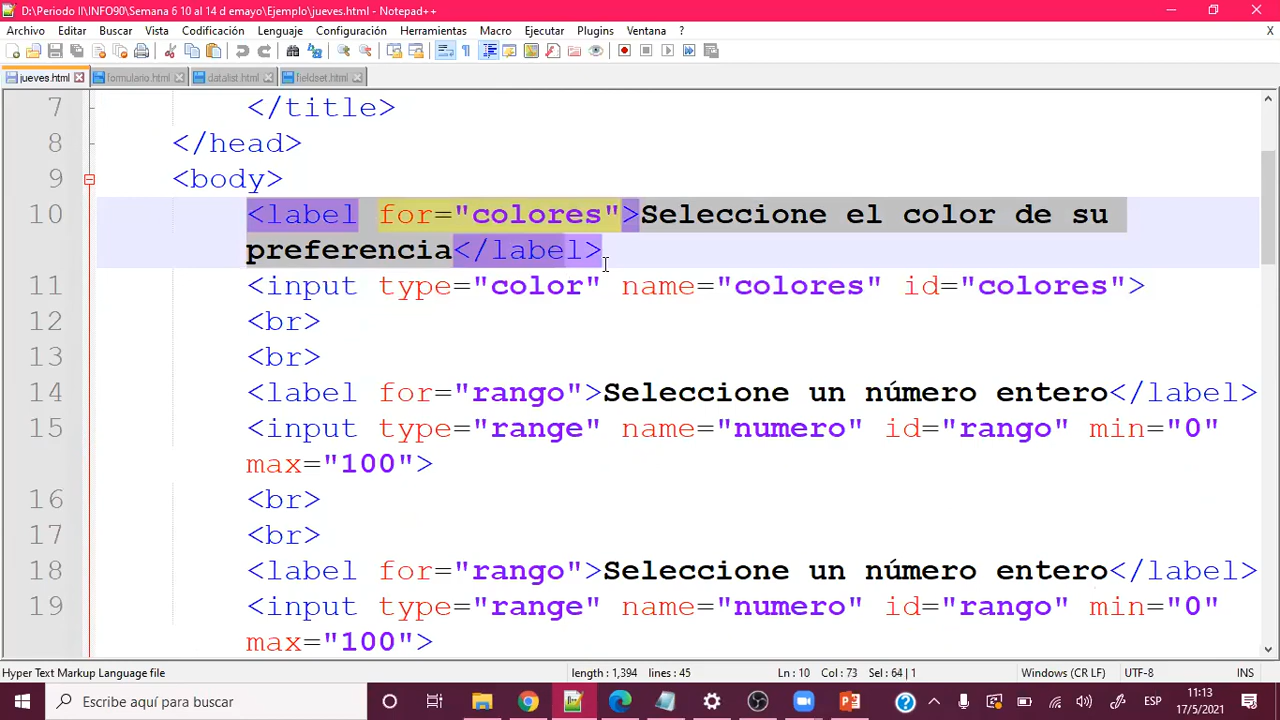 D:\Periodo II\INFO90\Semana 6 10 al 14 d emayo\Ejemplo\jueves.html - Notepad++
Archivo Editar Buscar Vista Codificación Lenguaje Configuración Herramientas Macro Ejecutar Plugins Ventana X
jueves.html formulario.html datalist.html fieldset.html
7 </title>
8 </head>
9 <body>
10 <label for="colores">Seleccione el color de su
preferencia</label>
11 <input type="color" name="colores" id="colores">
12 <br>
13 <br>
14 <label for="rango">Seleccione un número entero</label>
15 <input type="range" name="numero" id="rango" min="0"
max="100">
16 <br>
17 <br>
18 <label for="rango">Seleccione un número entero</label>
19 <input type="range" name="numero" id="rango" min="0"
max="100">
Hyper Text Markup Language file length : 1,394 lines : 45 Ln : 10 Col : 73 Sel : 64 | 1 Windows (CR LF) UTF-8 INS
Escribe aquí para buscar ESP 11:13
17/5/2021